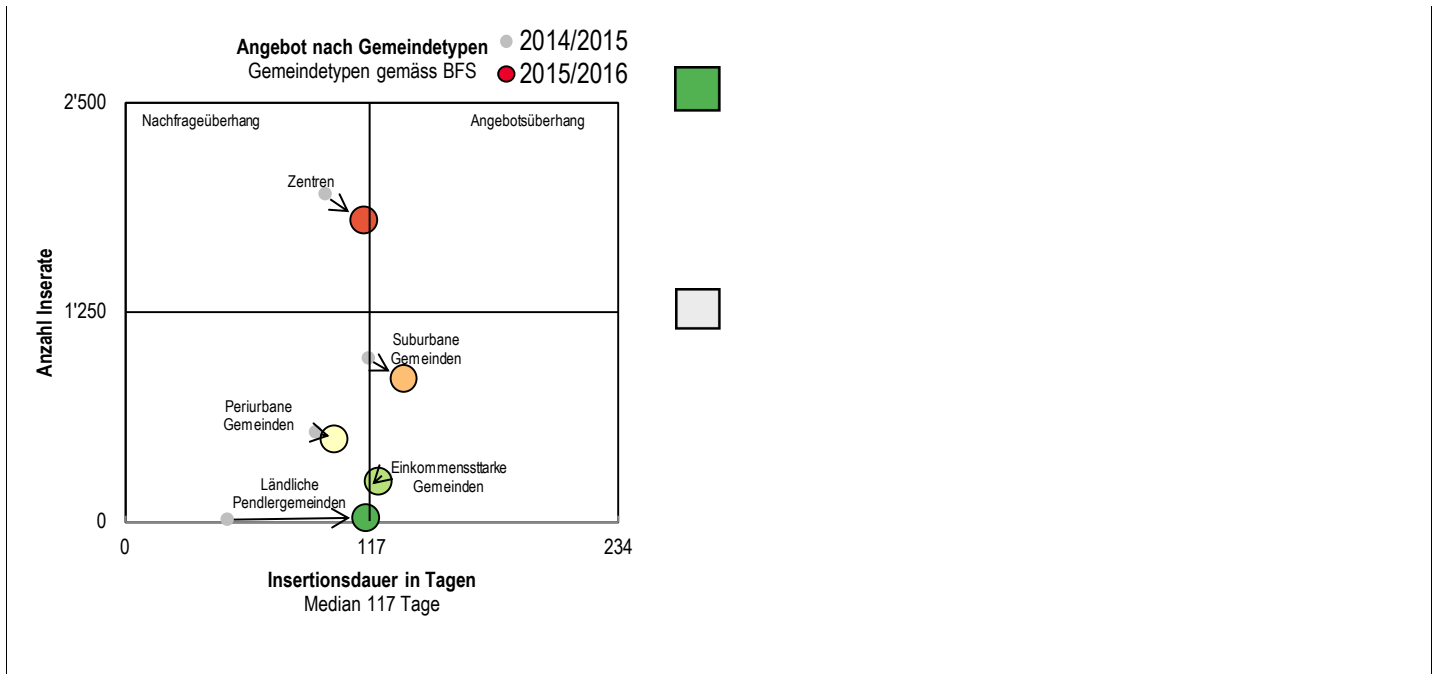 Angebot nach Gemeindetypen
Gemeindetypen gemäss BFS
2014/2015
2015/2016
2'500
Nachfrageüberhang
Angebotsüberhang
Zentren
Anzahl Inserate
1'250
Suburbane
Gemeinden
Periurbane
Gemeinden
Einkommensttarke
Gemeinden
Ländliche
Pendlergemeinden
0
0
117
234
Insertionsdauer in Tagen
Median 117 Tage